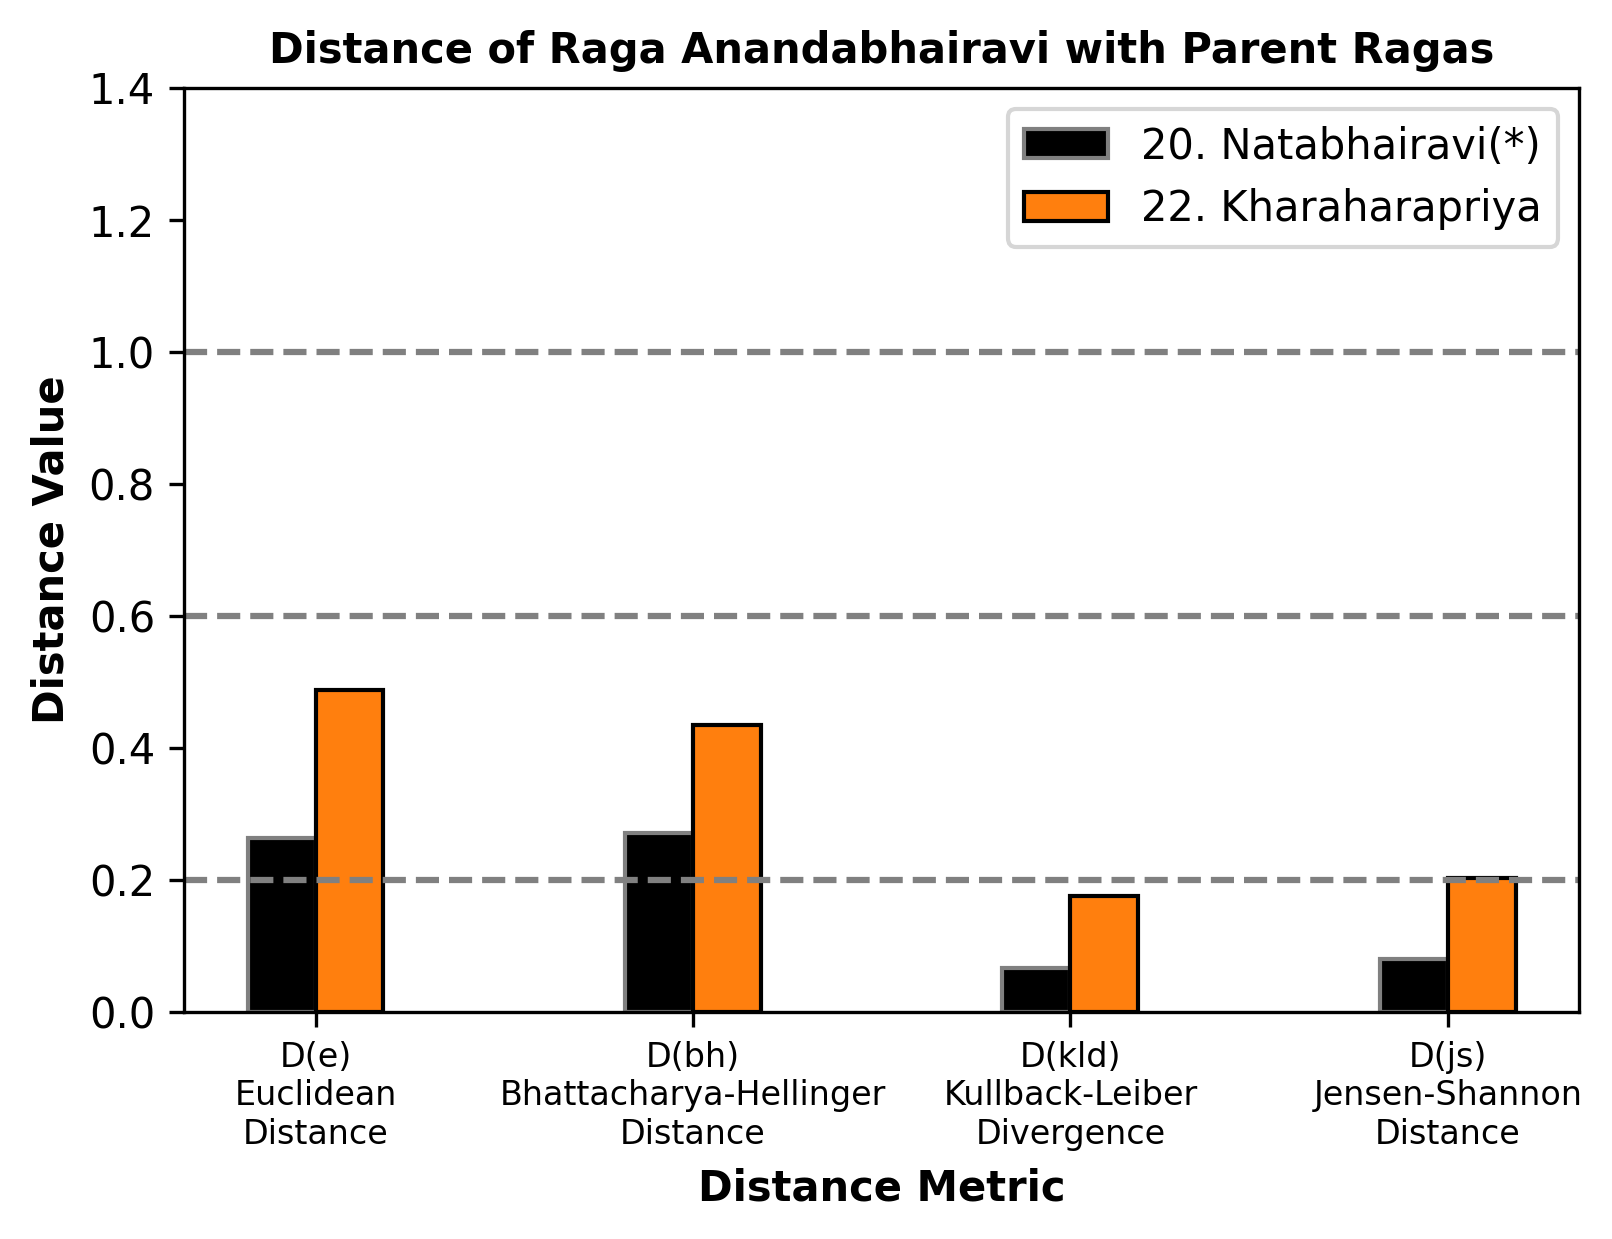 Distance of Raga Anandabhairavi with Parent Ragas
20. Natabhairavi(*)
22. Kharaharapriya
Distance Value
1.4
1.2
1.0
0.8
0.6
0.4
0.2
0.0
D(e)
Euclidean
Distance
D(bh)
Bhattacharya-Hellinger
Distance
D(kld)
Kullback-Leiber
Divergence
D(js)
Jensen-Shannon
Distance
Distance Metric